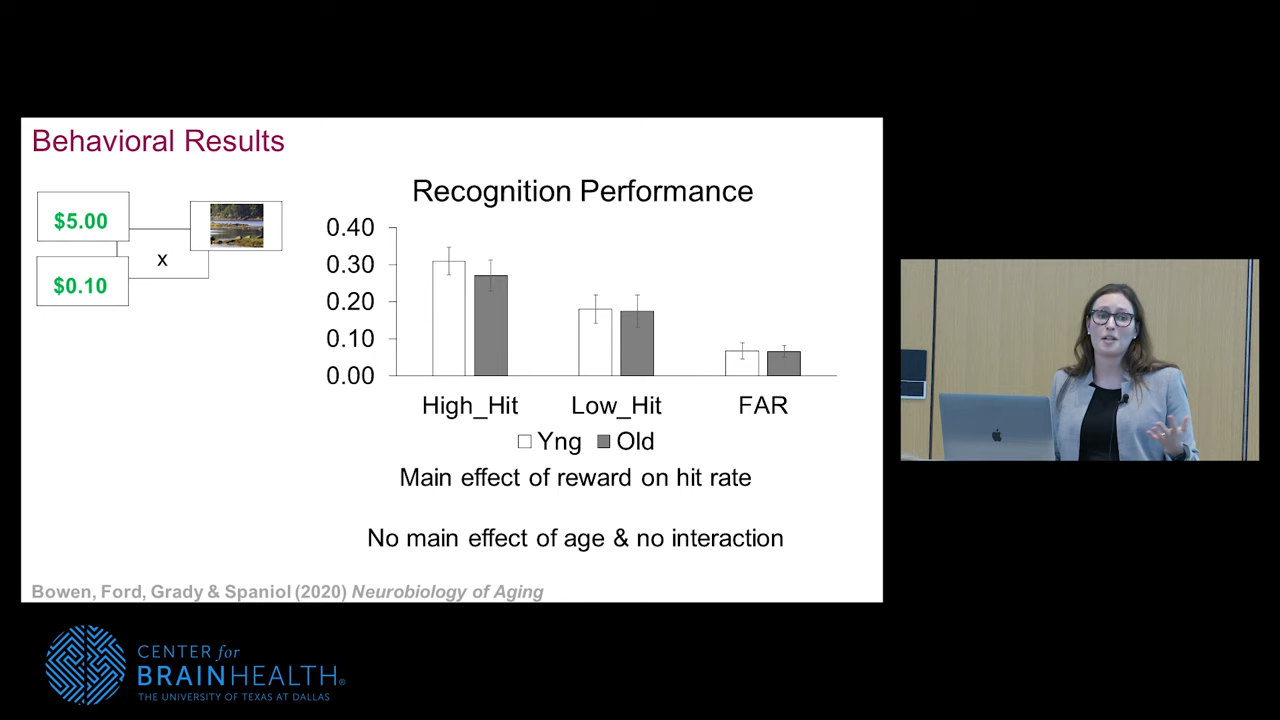 Behavioral Results
$5.00
x
$0.10
Recognition Performance
0.40
0.30
0.20
0.10
0.00
High_Hit
Low_Hit
FAR
Yng
Old
Main effect of reward on hit rate
No main effect of age & no interaction
Bowen, Ford, Grady & Spaniol (2020) Neurobiology of Aging
CENTER for
BRAINHEALTH®
THE UNIVERSITY OF TEXAS AT DALLAS